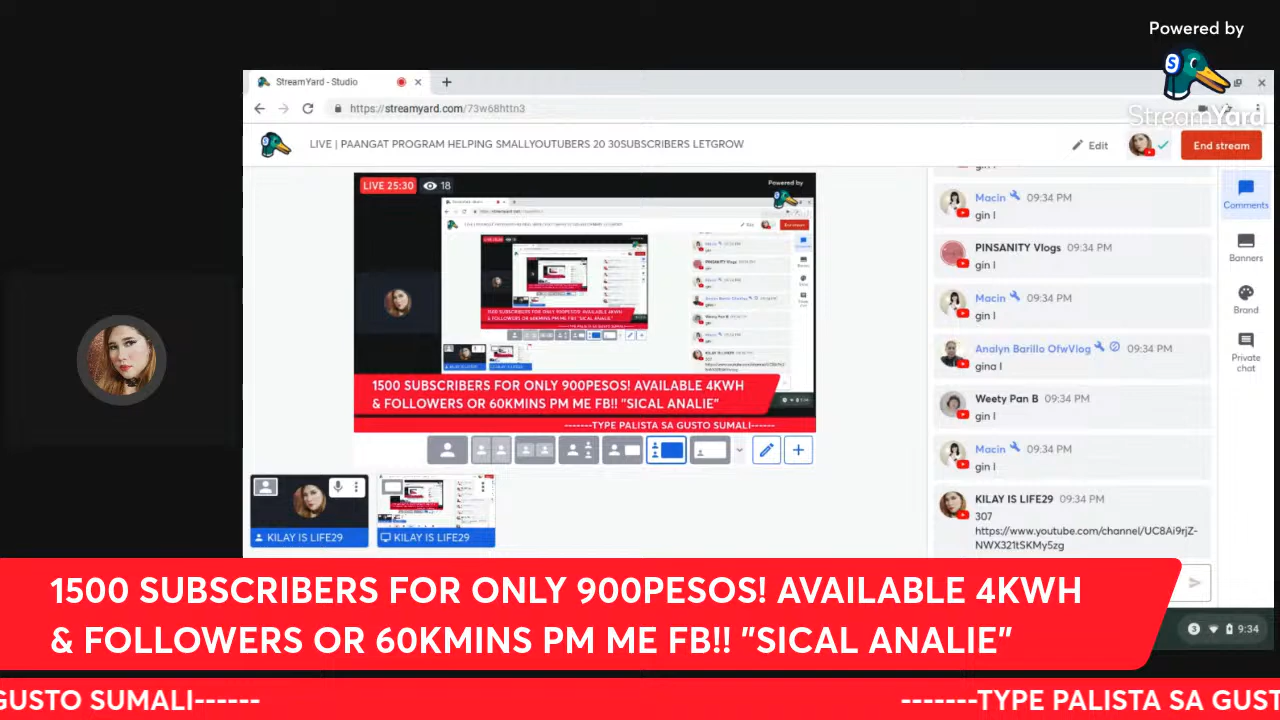 Powered by
StreamYard
StreamYard - Studio
https://streamyard.com/73w68httn3
LIVE | PAANGAT PROGRAM HELPING SMALLYOUTUBERS 20 30SUBSCRIBERS LETGROW
Edit
End stream
LIVE 25:30
18
Powered by
1500 SUBSCRIBERS FOR ONLY 900PESOS! AVAILABLE 4KWH
& FOLLOWERS OR 60KMINS PM ME FB!! "SICAL ANALIE"
-------TYPE PALISTA SA GUSTO SUMALI------
KILAY IS LIFE29
KILAY IS LIFE29
Macin 09:34 PM
gin l
PINSANITY Vlogs 09:34 PM
gin l
Macin 09:34 PM
gin l
Analyn Barillo OfwVlog 09:34 PM
gina l
Weety Pan B 09:34 PM
gin l
Macin 09:34 PM
gin l
KILAY IS LIFE29 09:34 PM
307
https://www.youtube.com/channel/UC8Ai9rjZ-
NWX321tSKMy5zg
Comments
Banners
Brand
Private
chat
3
9:34
1500 SUBSCRIBERS FOR ONLY 900PESOS! AVAILABLE 4KWH
& FOLLOWERS OR 60KMINS PM ME FB!! "SICAL ANALIE"
GUSTO SUMALI------
-------TYPE PALISTA SA GUST